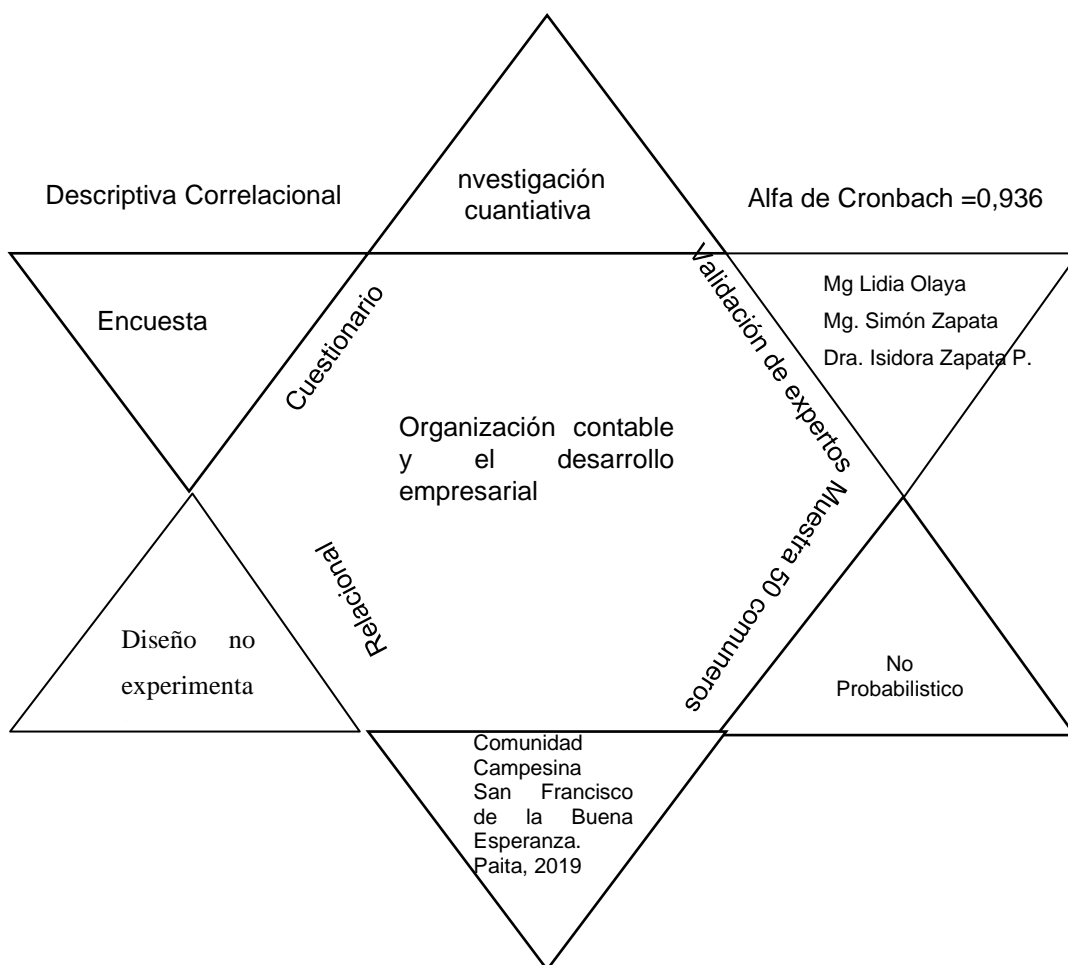 nvestigación
cuantiativa
Descriptiva Correlacional
Alfa de Cronbach =0,936
Encuesta
Cuestionario
Validación de expertos
Mg Lidia Olaya
Mg. Simón Zapata
Dra. Isidora Zapata P.
Organización contable
y el desarrollo
empresarial
Relacional
Muestra 50 comuneros
Diseño no
experimenta
No
Probabilistico
Comunidad
Campesina
San Francisco
de la Buena
Esperanza.
Paita, 2019